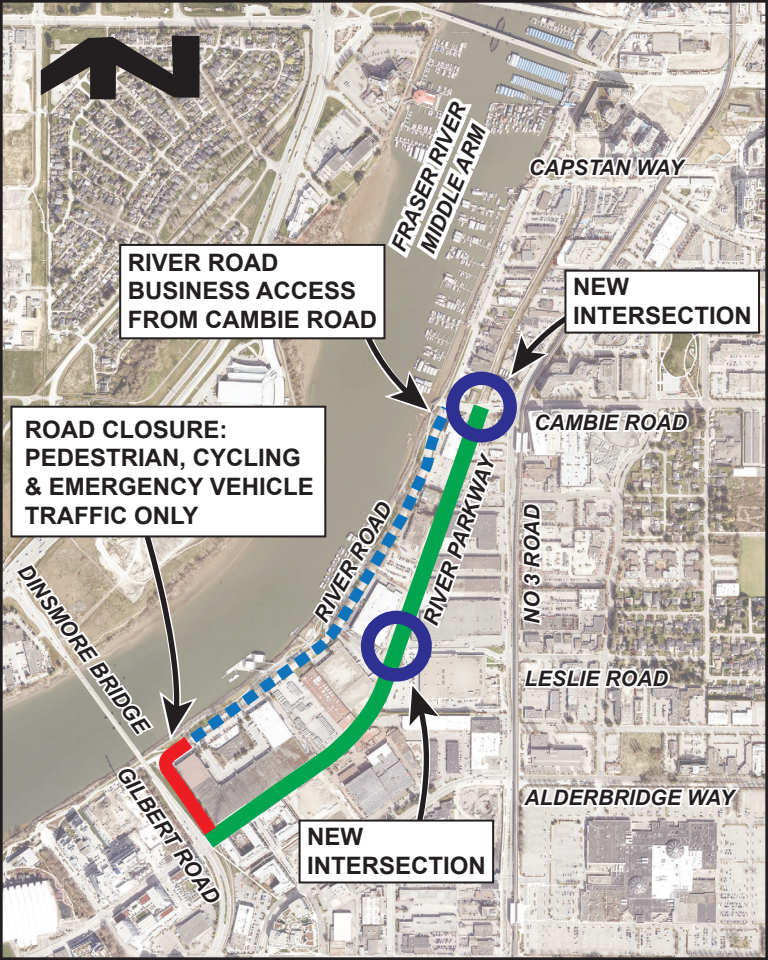 N
FRASER RIVER
MIDDLE ARM
CAPSTAN WAY
RIVER ROAD
BUSINESS ACCESS
FROM CAMBIE ROAD
NEW
INTERSECTION
CAMBIE ROAD
ROAD CLOSURE:
PEDESTRIAN, CYCLING
& EMERGENCY VEHICLE
TRAFFIC ONLY
RIVER ROAD
RIVER PARKWAY
NO 3 ROAD
DINSMORE BRIDGE
LESLIE ROAD
GILBERT ROAD
ALDERBRIDGE WAY
NEW
INTERSECTION